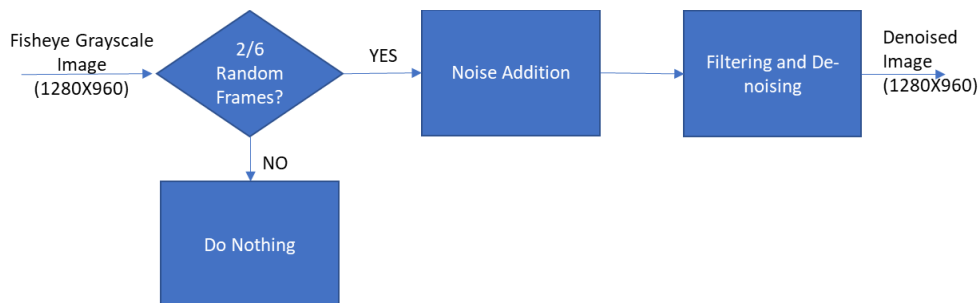 Fisheye Grayscale
Image
(1280X960)
2/6
Random
Frames?
YES
Noise Addition
Filtering and De-
noising
Denoised
Image
(1280X960)
NO
Do Nothing